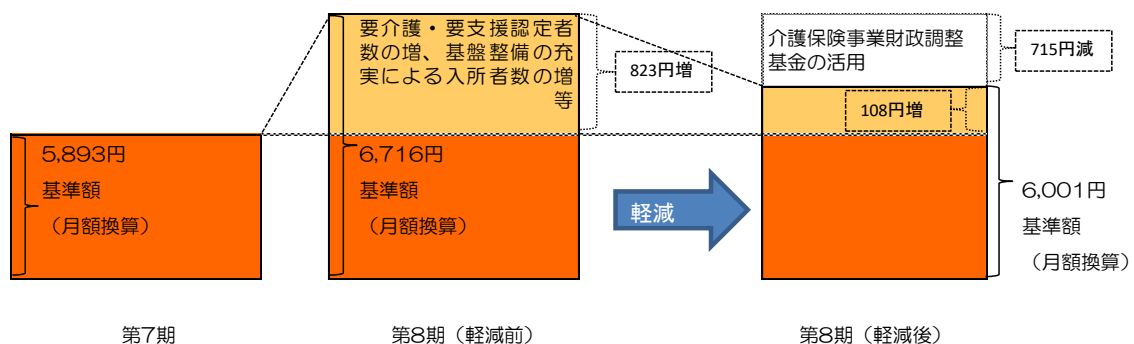 5,893円
基準額
（月額換算）
第7期
要介護・要支援認定者
数の増、基盤整備の充
実による入所者数の増
等
823円増
6,716円
基準額
（月額換算）
第8期（軽減前）
軽減
介護保険事業財政調整
基金の活用
715円減
108円増
6,001円
基準額
（月額換算）
第8期（軽減後）